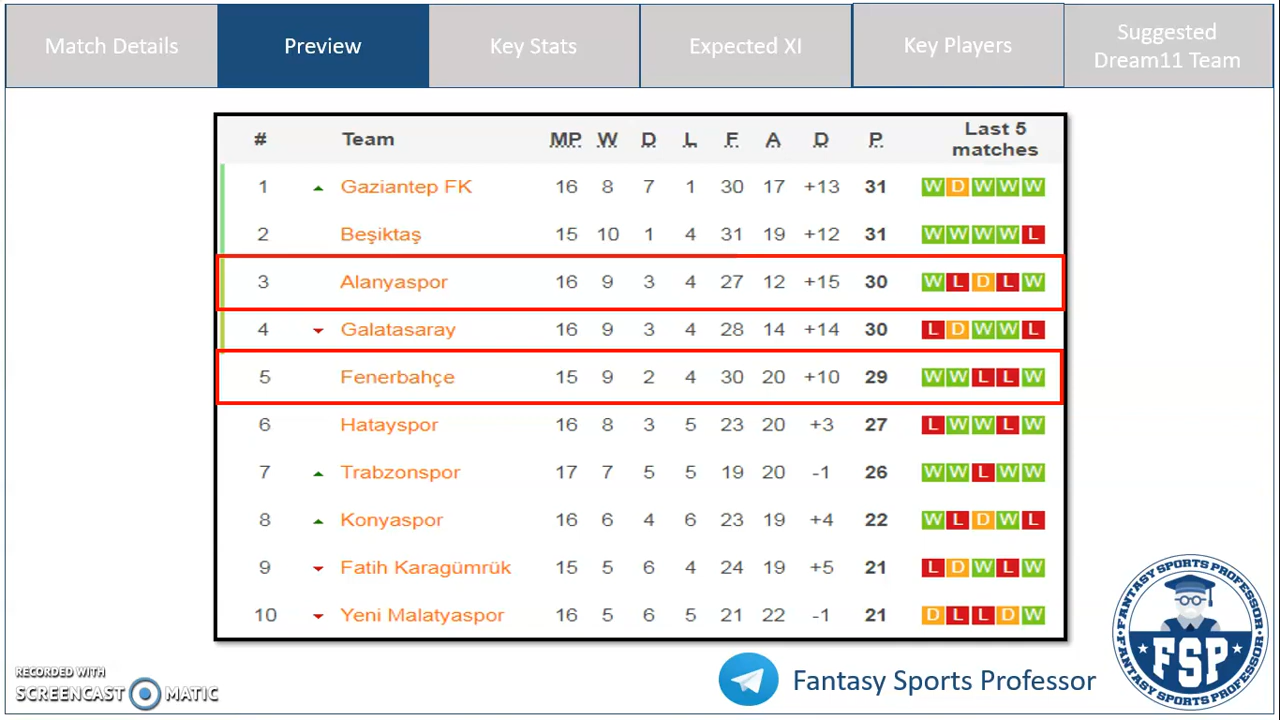 Match Details
Preview
Key Stats
Expected XI
Key Players
Suggested
Dream11 Team
# Team MP W D L F A D P Last 5
matches
1 Gaziantep FK 16 8 7 1 30 17 +13 31 W D W W W
2 Beşiktaş 15 10 1 4 31 19 +12 31 W W W W L
3 Alanyaspor 16 9 3 4 27 12 +15 30 W L D L W
4 Galatasaray 16 9 3 4 28 14 +14 30 L D W W L
5 Fenerbahçe 15 9 2 4 30 20 +10 29 W W L L W
6 Hatayspor 16 8 3 5 23 20 +3 27 L W W L W
7 Trabzonspor 17 7 5 5 19 20 -1 26 W W L W W
8 Konyaspor 16 6 4 6 23 19 +4 22 W L D W L
9 Fatih Karagümrük 15 5 6 4 24 19 +5 21 L D W L W
10 Yeni Malatyaspor 16 5 6 5 21 22 -1 21 D L L D W
RECORDED WITH
SCREENCAST MATIC
Fantasy Sports Professor
FANTASY SPORTS PROFESSOR
FSP
FANTASY SPORTS PROFESSOR